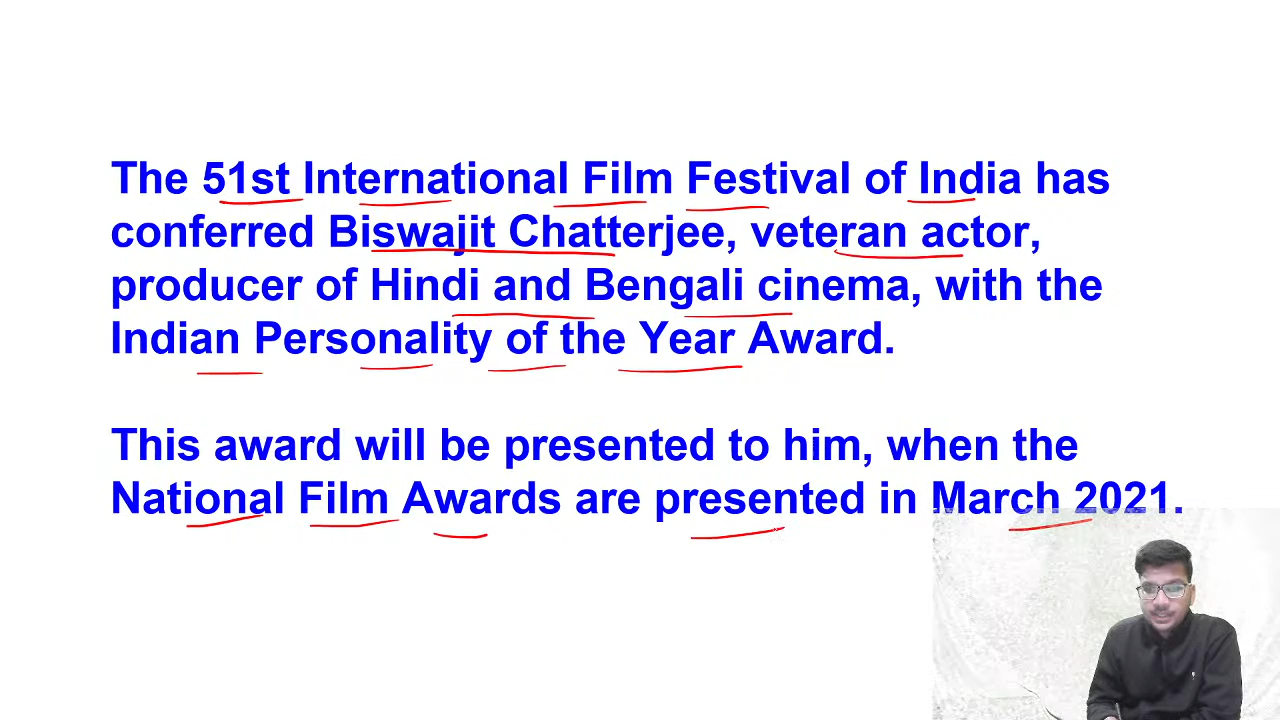 The 51st International Film Festival of India has
conferred Biswajit Chatterjee, veteran actor,
producer of Hindi and Bengali cinema, with the
Indian Personality of the Year Award.
This award will be presented to him, when the
National Film Awards are presented in March 2021.